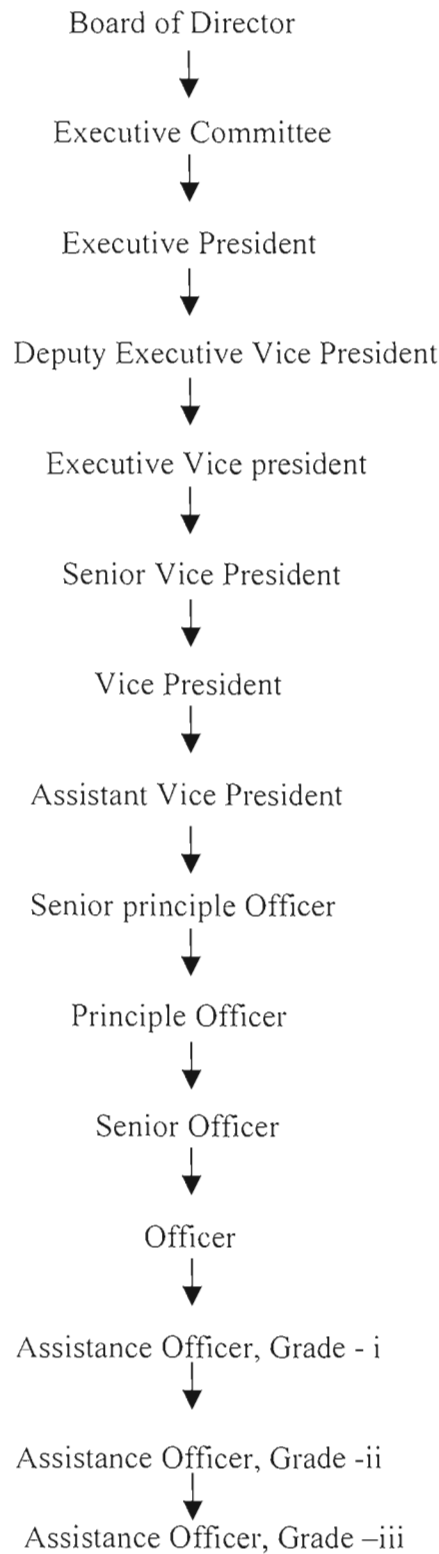 Board of Director
Executive Committee
Executive President
Deputy Executive Vice President
Executive Vice president
Senior Vice President
Vice President
Assistant Vice President
Senior principle Officer
Principle Officer
Senior Officer
Officer
Assistance Officer, Grade - i
Assistance Officer, Grade -ii
Assistance Officer, Grade –iii